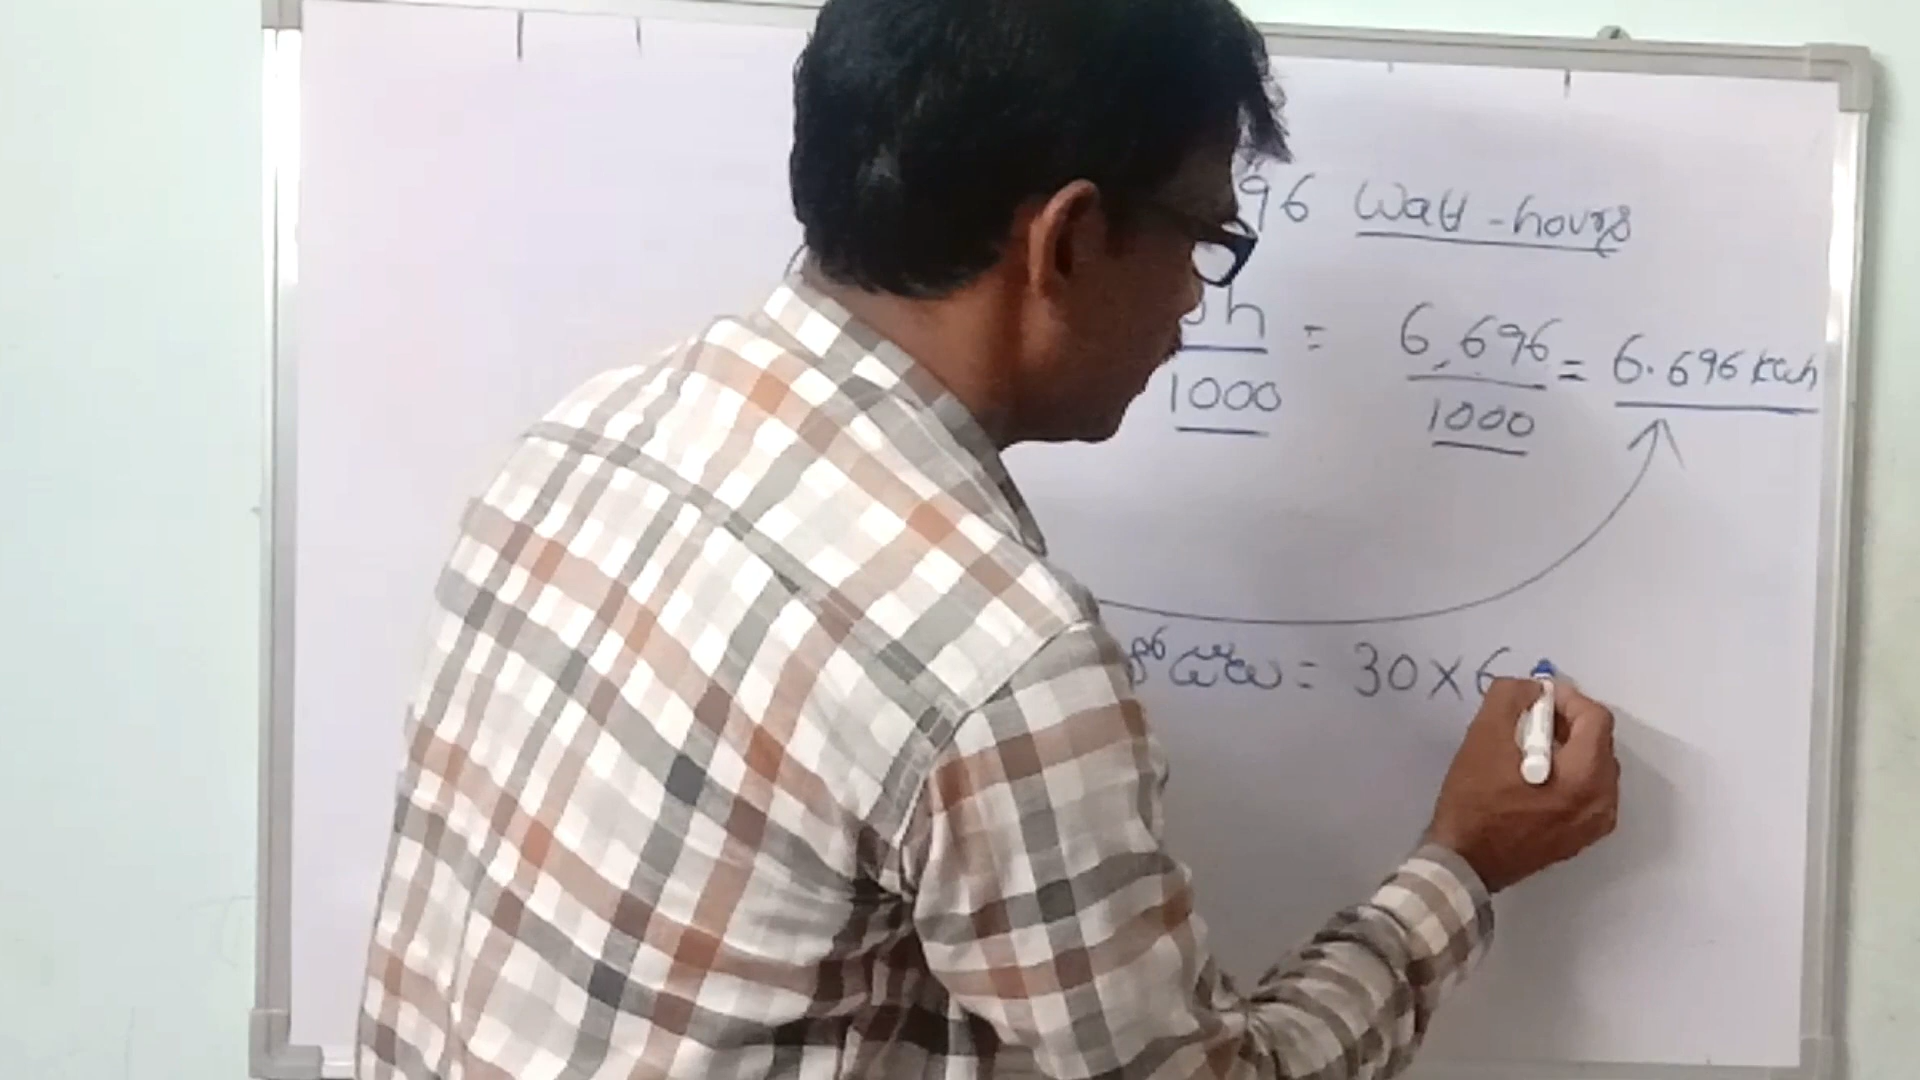 96 Watt-hours
h = 6,696 = 6.696 kwh
1000 1000
= 30 x 6